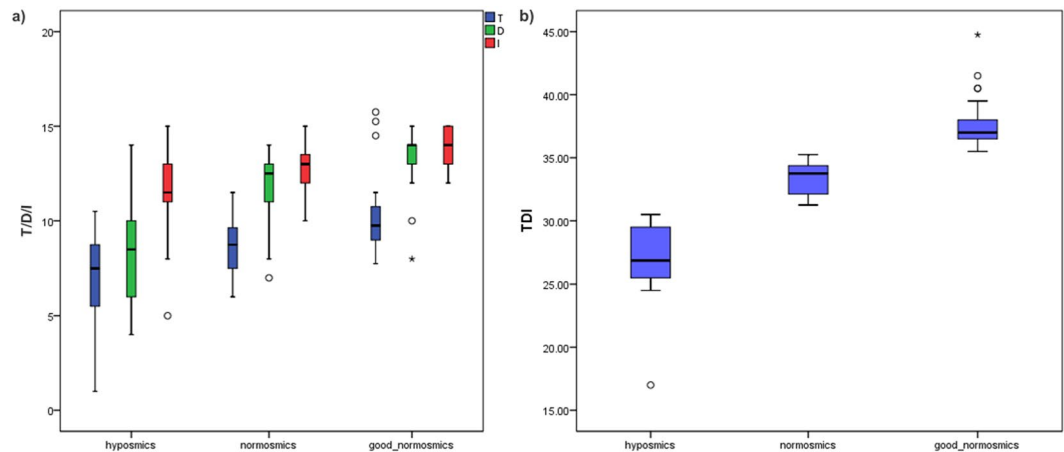 a)
T
D
I
20
15
10
5
0
T/D/I
hyposmics normosmics good_normosmics
b)
45.00
40.00
35.00
30.00
25.00
20.00
15.00
TDI
hyposmics normosmics good_normosmics